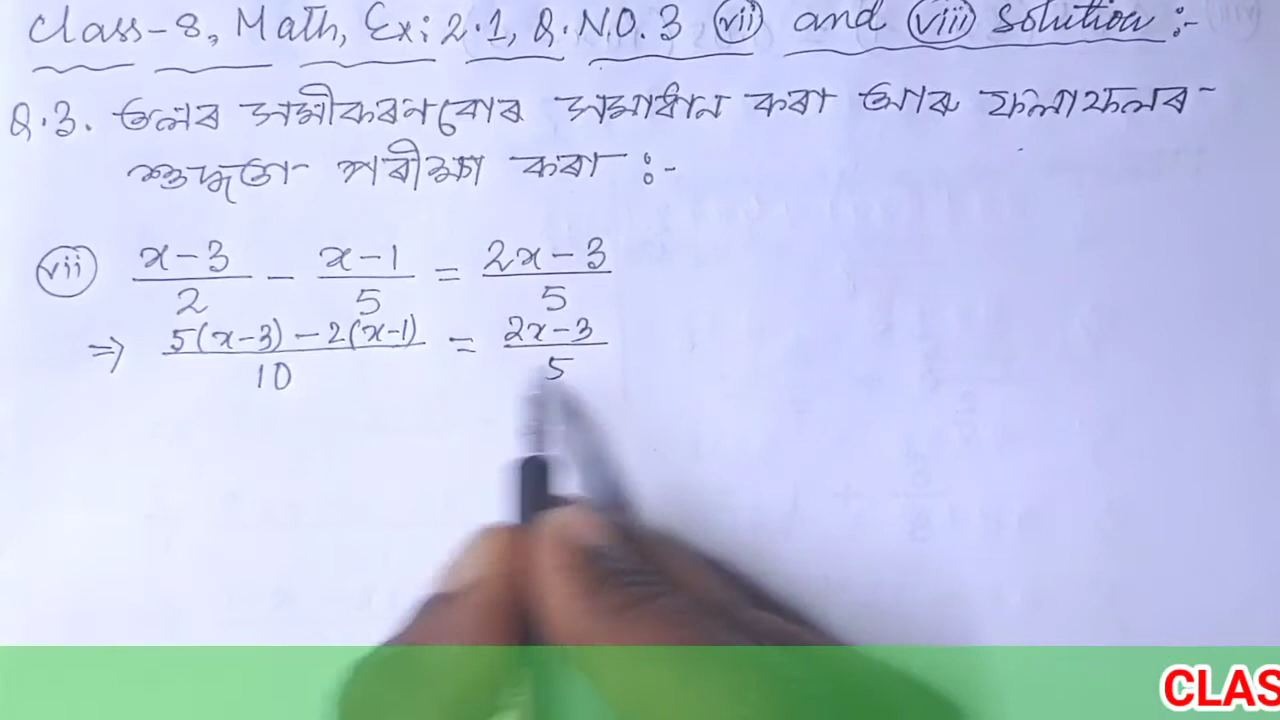 Class-8, Math, Ex: 2.1, Q.NO. 3 (vii) and (viii) solution :-
Q.3. তলৰ সমীকৰণবোৰ সমাধান কৰা আৰু ফলাফলৰ
শুদ্ধতা পৰীক্ষা কৰা :-
(vii) (x-3)/2 - (x-1)/5 = (2x-3)/5
⇒ (5(x-3) - 2(x-1))/10 = (2x-3)/5
CLAS